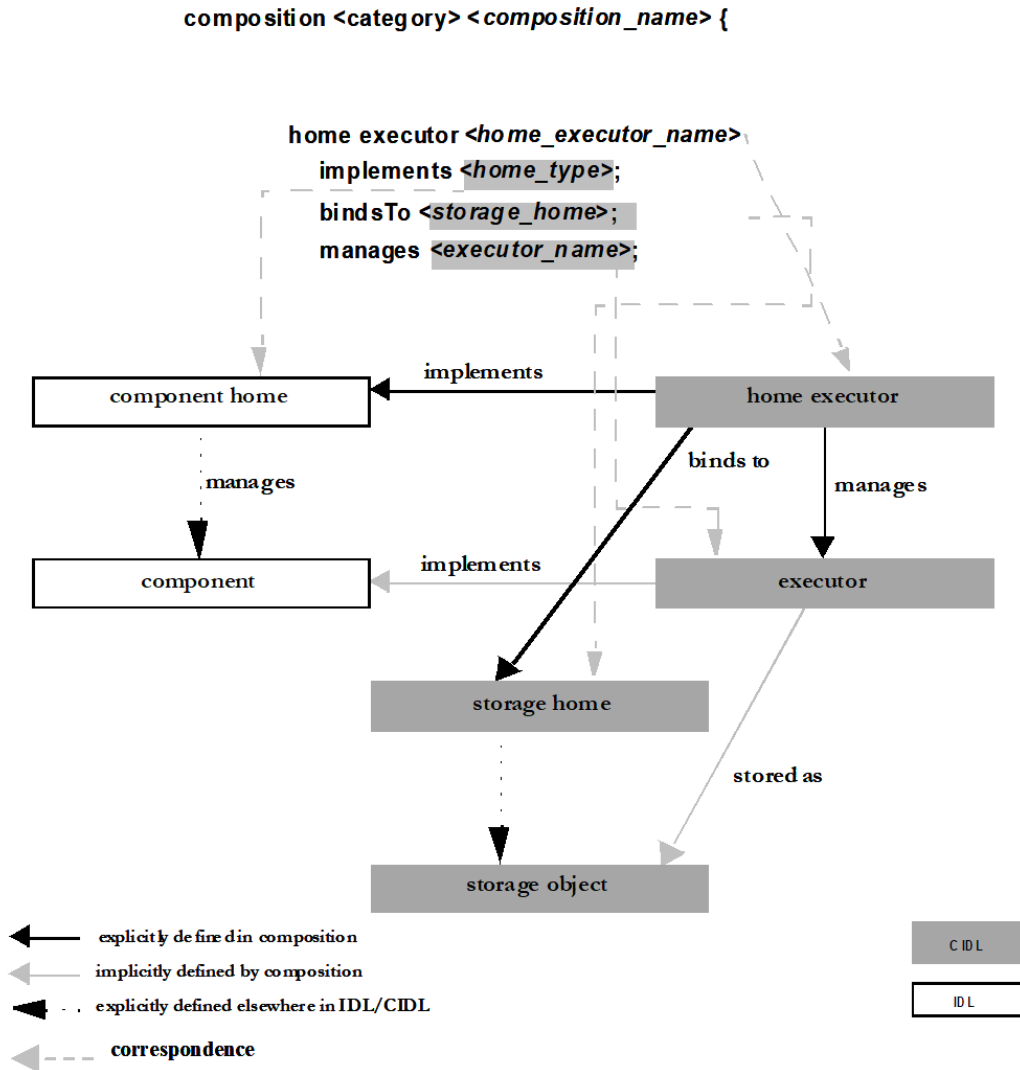 composition <category> <composition_name> {
home executor <home_executor_name>
implements <home_type>;
bindsTo <storage_home>;
manages <executor_name>;
implements
component home
home executor
binds to
manages
manages
implements
component
executor
storage home
stored as
storage object
explicitly defined in composition
CIDL
implicitly defined by composition
explicitly defined elsewhere in IDL/CIDL
IDL
correspondence